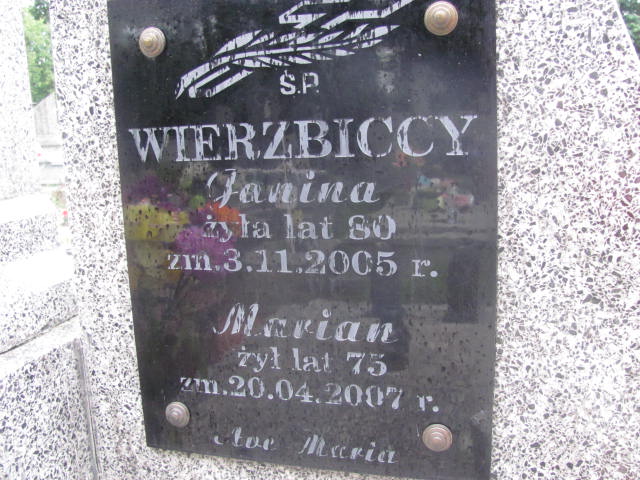 Ś.P.
WIERZBICCY
Janina
żyła lat 80
zm.3.11.2005 r.
Marian
żył lat 75
zm.20.04.2007 r.
Ave Maria